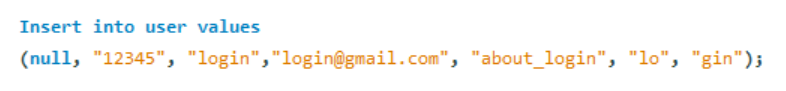 Insert into user values
(null, "12345", "login","login@gmail.com", "about_login", "lo", "gin");